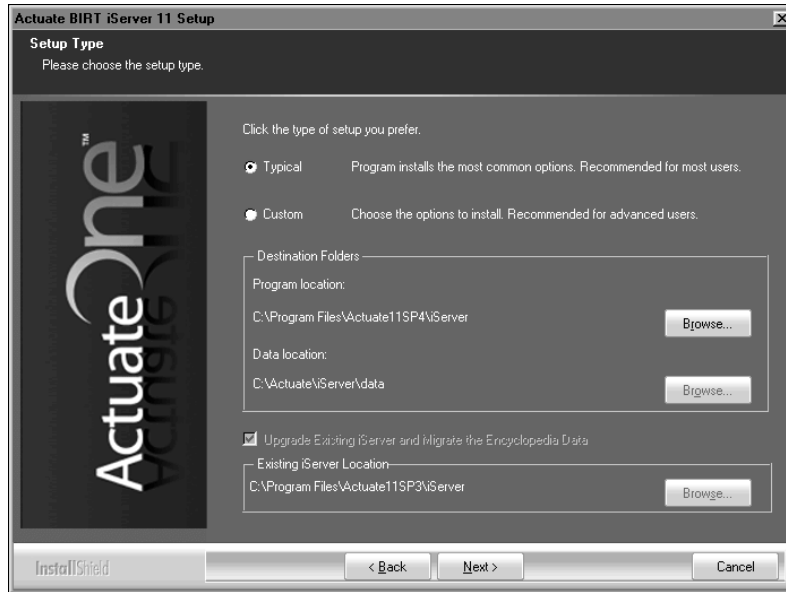 Actuate BIRT iServer 11 Setup
Setup Type
Please choose the setup type.
ActuateOne™
Click the type of setup you prefer.
Typical Program installs the most common options. Recommended for most users.
Custom Choose the options to install. Recommended for advanced users.
Destination Folders
Program location:
C:\Program Files\Actuate11SP4\iServer
Browse...
Data location:
C:\Actuate\iServer\data
Browse...
Upgrade Existing iServer and Migrate the Encyclopedia Data
Existing iServer Location
C:\Program Files\Actuate11SP3\iServer
Browse...
InstallShield
< Back Next > Cancel